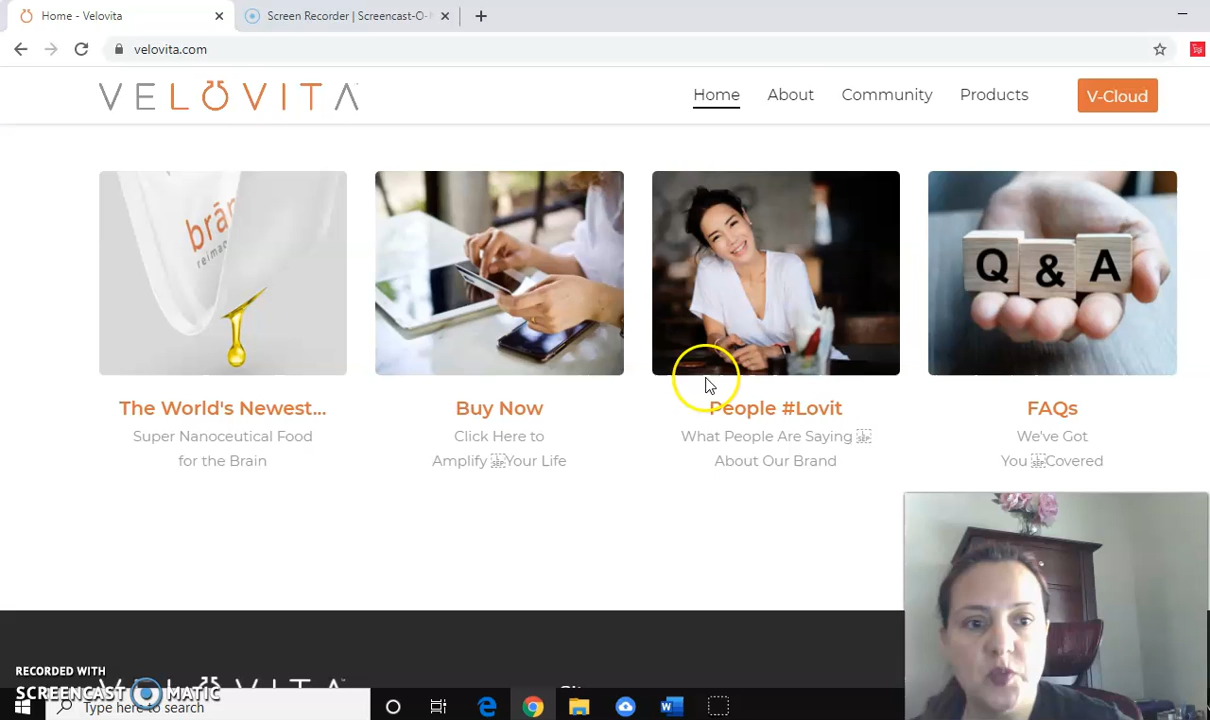 Home - Velovita
Screen Recorder | Screencast-O-
velovita.com
VELOVITA
Home
About
Community
Products
V-Cloud
brān
reima
Q & A
The World's Newest...
Super Nanoceutical Food
for the Brain
Buy Now
Click Here to
Amplify Your Life
People #Lovit
What People Are Saying
About Our Brand
FAQs
We've Got
You Covered
RECORDED WITH
SCREENCAST MATIC
Type here to search